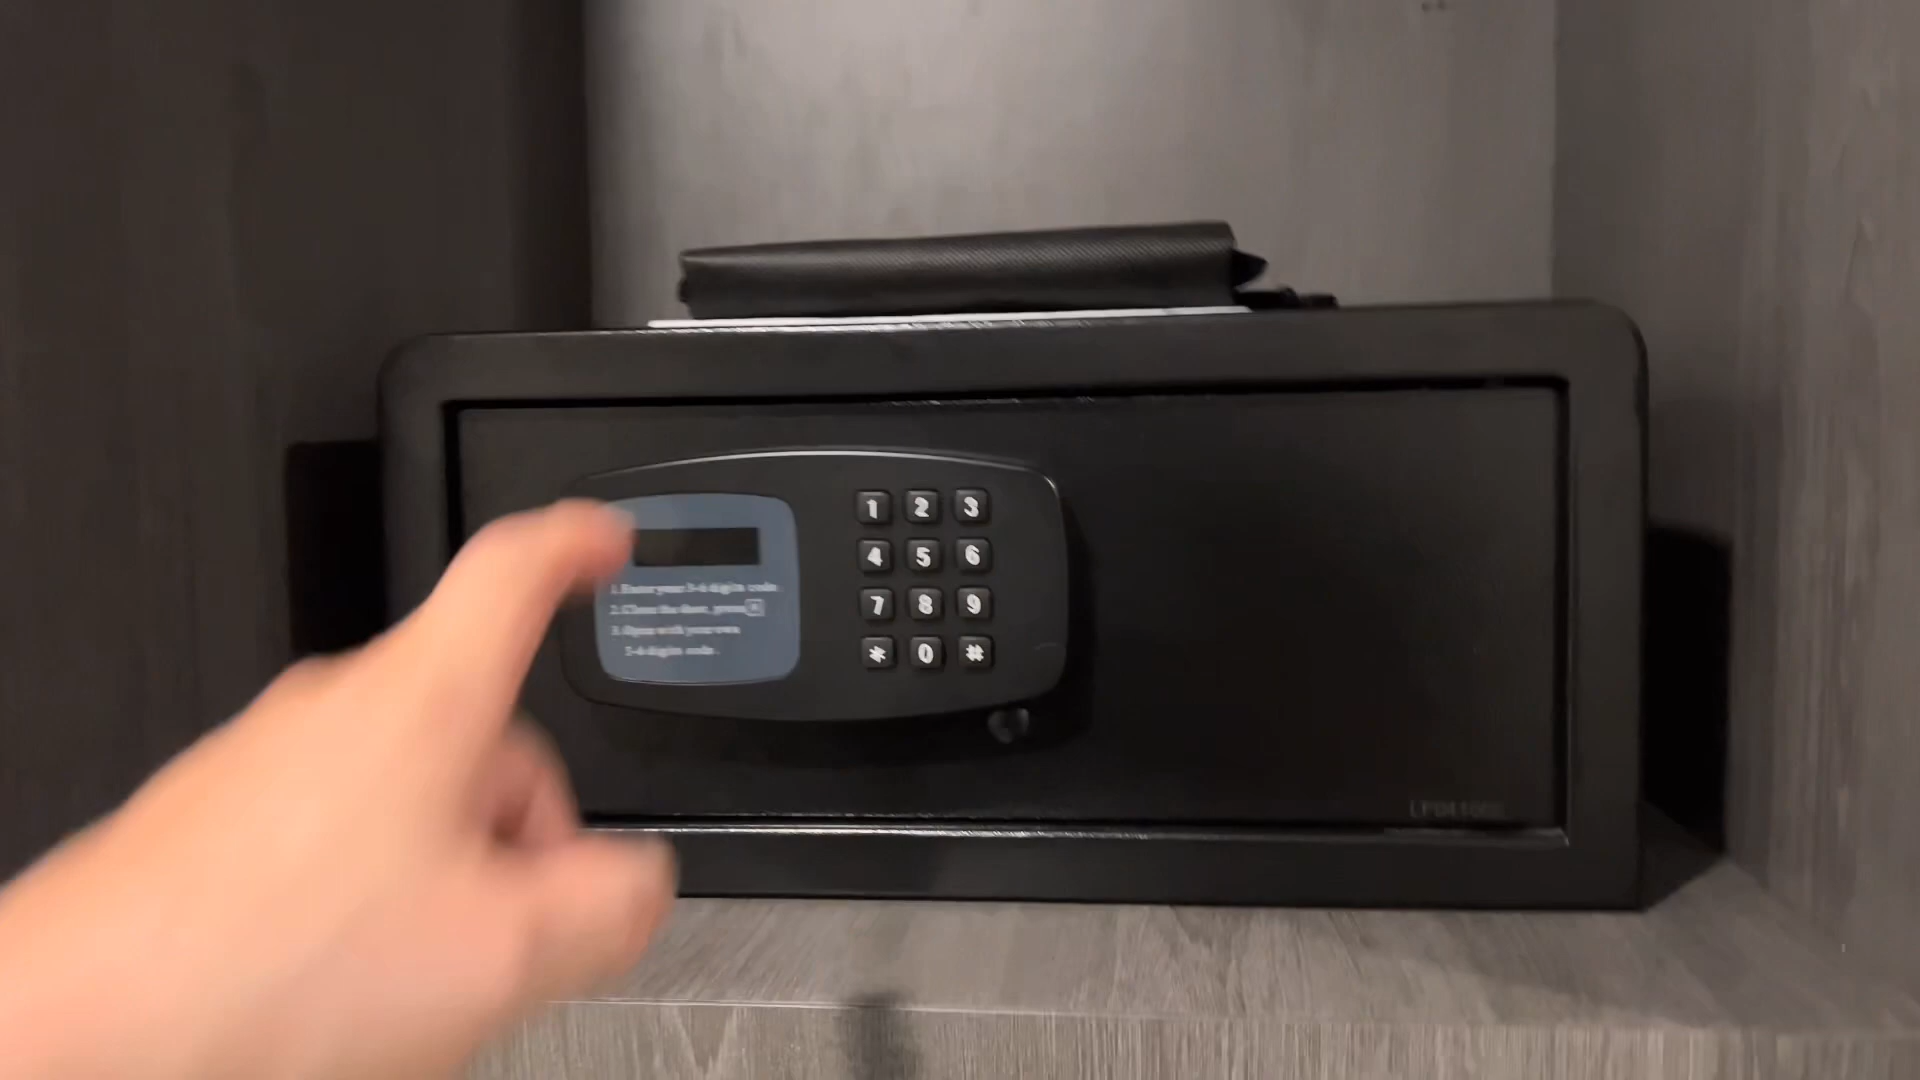 1 2 3
4 5 6
7 8 9
* 0 #
1. Enter your 3-6 digits code.
2. Close the door, press
3. Open with your own
3-6 digits code.